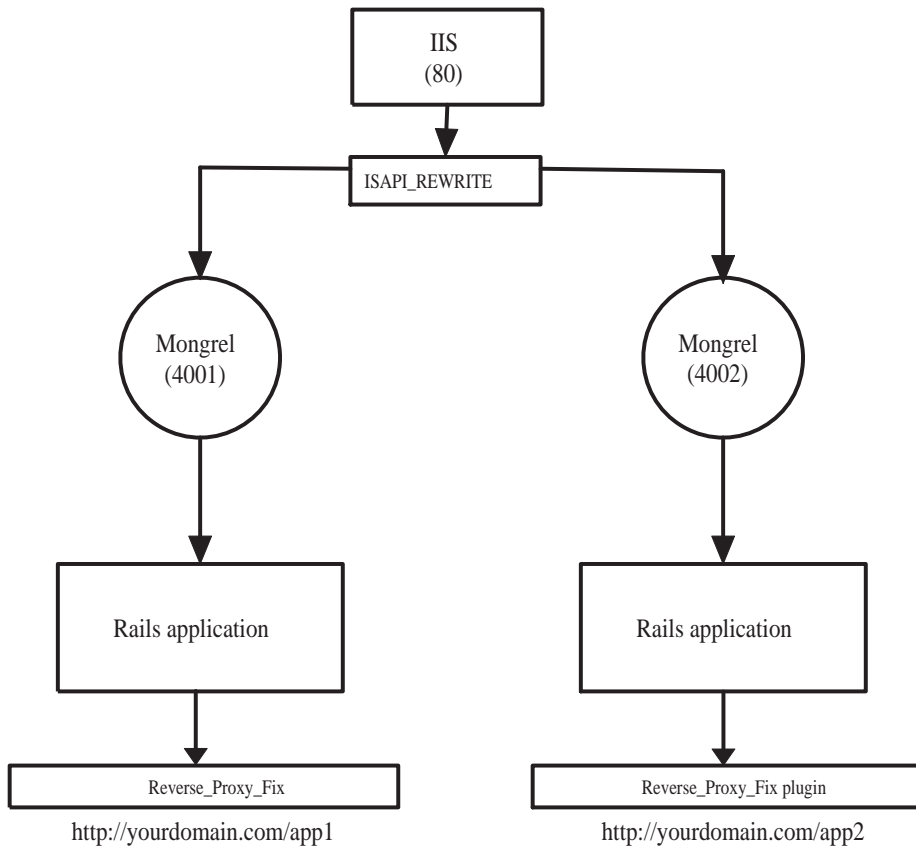 IIS
(80)
ISAPI_REWRITE
Mongrel
(4001)
Mongrel
(4002)
Rails application
Rails application
Reverse_Proxy_Fix
Reverse_Proxy_Fix plugin
http://yourdomain.com/app1
http://yourdomain.com/app2